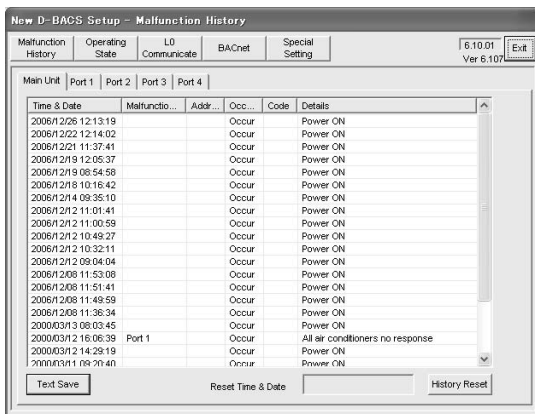 New D-BACS Setup - Malfunction History
Malfunction History Operating State L0 Communicate BACnet Special Setting 6.10.01 Ver 6.107 Exit
Main Unit Port 1 Port 2 Port 3 Port 4
Time & Date Malfunctio... Addr... Occ... Code Details
2006/12/26 12:13:19 Occur Power ON
2006/12/22 12:14:02 Occur Power ON
2006/12/21 11:37:41 Occur Power ON
2006/12/19 12:05:37 Occur Power ON
2006/12/19 08:54:58 Occur Power ON
2006/12/18 10:16:42 Occur Power ON
2006/12/14 09:35:10 Occur Power ON
2006/12/12 11:01:41 Occur Power ON
2006/12/12 11:00:59 Occur Power ON
2006/12/12 10:49:27 Occur Power ON
2006/12/12 10:32:11 Occur Power ON
2006/12/12 09:04:04 Occur Power ON
2006/12/08 11:53:08 Occur Power ON
2006/12/08 11:51:41 Occur Power ON
2006/12/08 11:49:59 Occur Power ON
2006/12/08 11:36:34 Occur Power ON
2000/03/13 08:03:45 Occur Power ON
2000/03/12 16:06:39 Port 1 Occur All air conditioners no response
2000/03/12 14:29:19 Occur Power ON
2000/03/11 09:20:40 Occur Power ON
Text Save Reset Time & Date History Reset